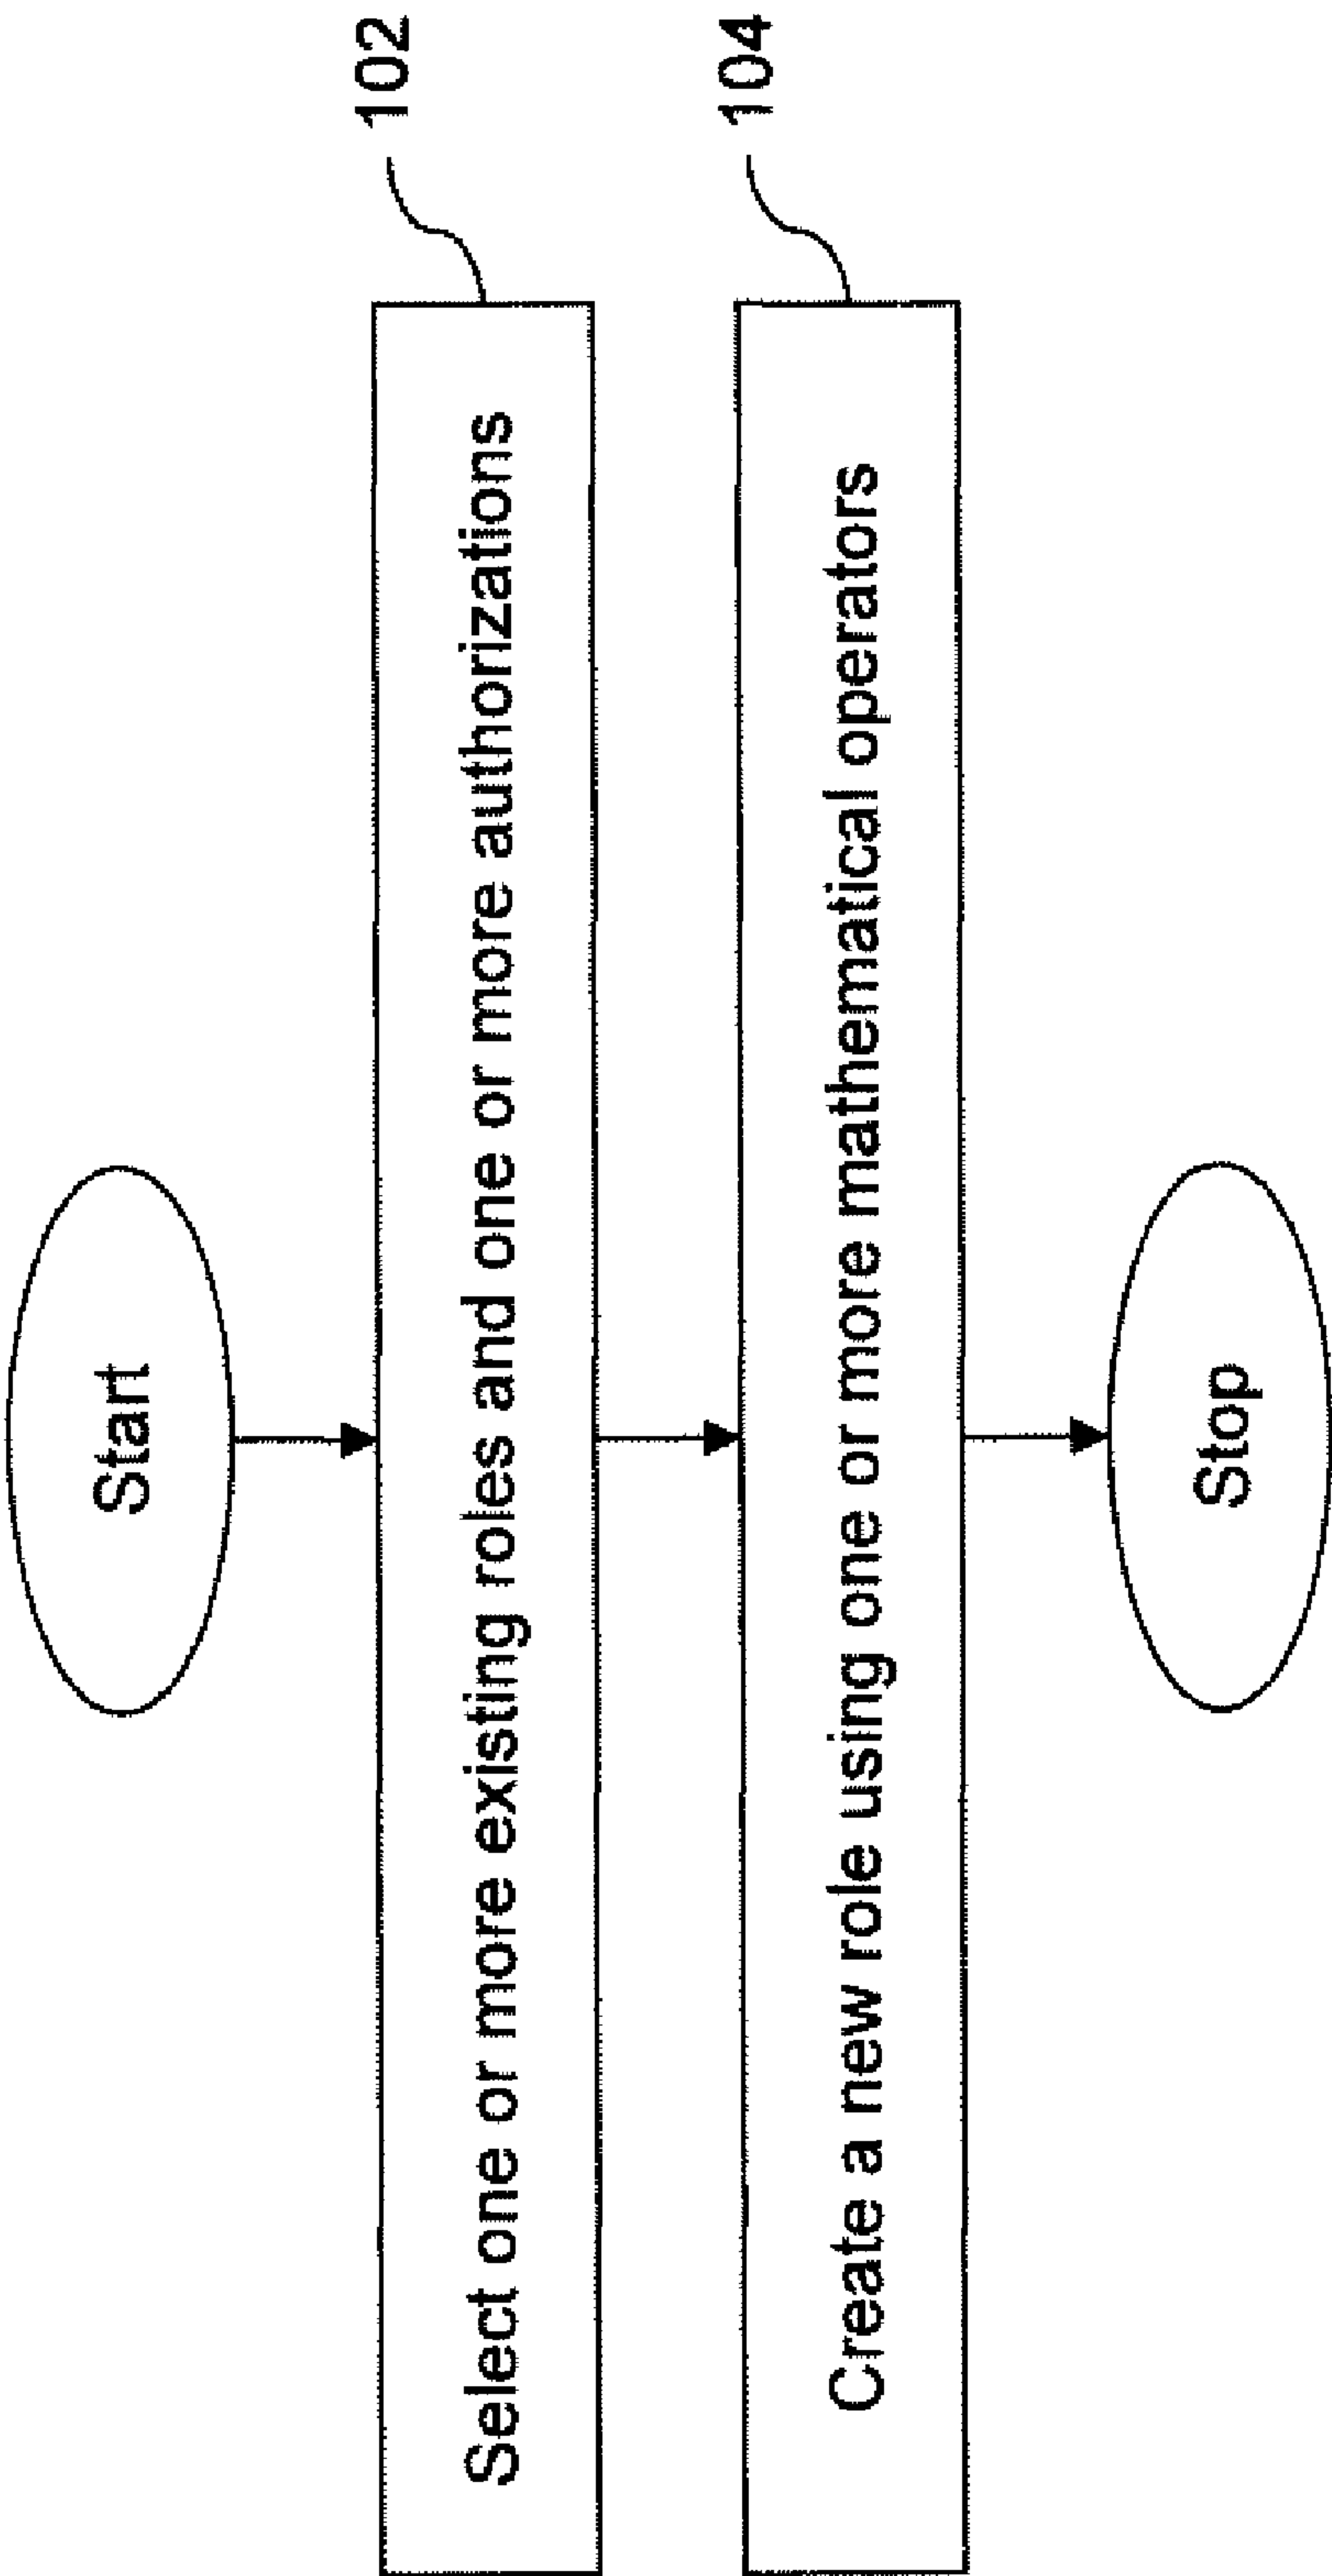 Start
Select one or more existing roles and one or more authorizations
102
Create a new role using one or more mathematical operators
104
Stop